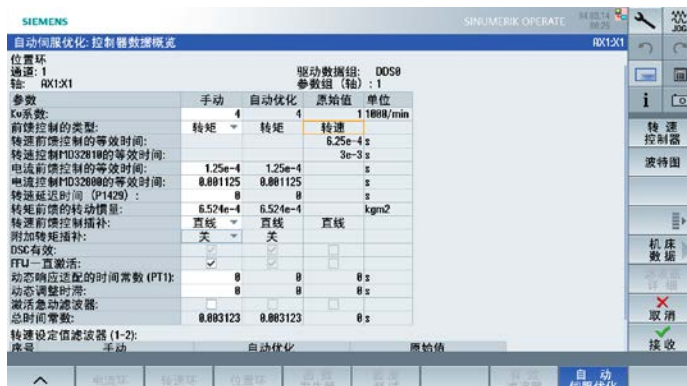 SIEMENS
SINUMERIK OPERATE
JOG
自动伺服优化: 控制器数据概览 AX1:X1
位置环
通道: 1 驱动数据组: DDS0
轴: AX1:X1 参数组 (轴) : 1
参数 手动 自动优化 原始值 单位
Kv系数: 4 4 1 1000/min
前馈控制的类型: 转矩 转矩 转速
转速前馈控制的等效时间: 6.25e-4 s
转速控制MD32810的等效时间: 3e-3 s
电流前馈控制的等效时间: 1.25e-4 1.25e-4 s
电流控制MD32800的等效时间: 0.001125 0.001125 s
转速延迟时间 (P1429) : 0 0 s
转矩前馈的转动惯量: 6.524e-4 6.524e-4 kgm2
转速前馈控制插补: 直线 直线 直线
附加转矩插补: 关 关
DSC有效:
FFW一直激活:
动态响应适配的时间常数 (PT1): 0 0 0 s
动态调整时滞: 0 0 0 s
激活急动滤波器:
总时间常数: 0.003123 0.003123 0 s
转速设定值滤波器 (1-2):
序号 手动 自动优化 原始值
转 速
控制器
波特图
机 床
数 据
取 消
接 收
电流环 转速环 位置环 自 动
伺服优化